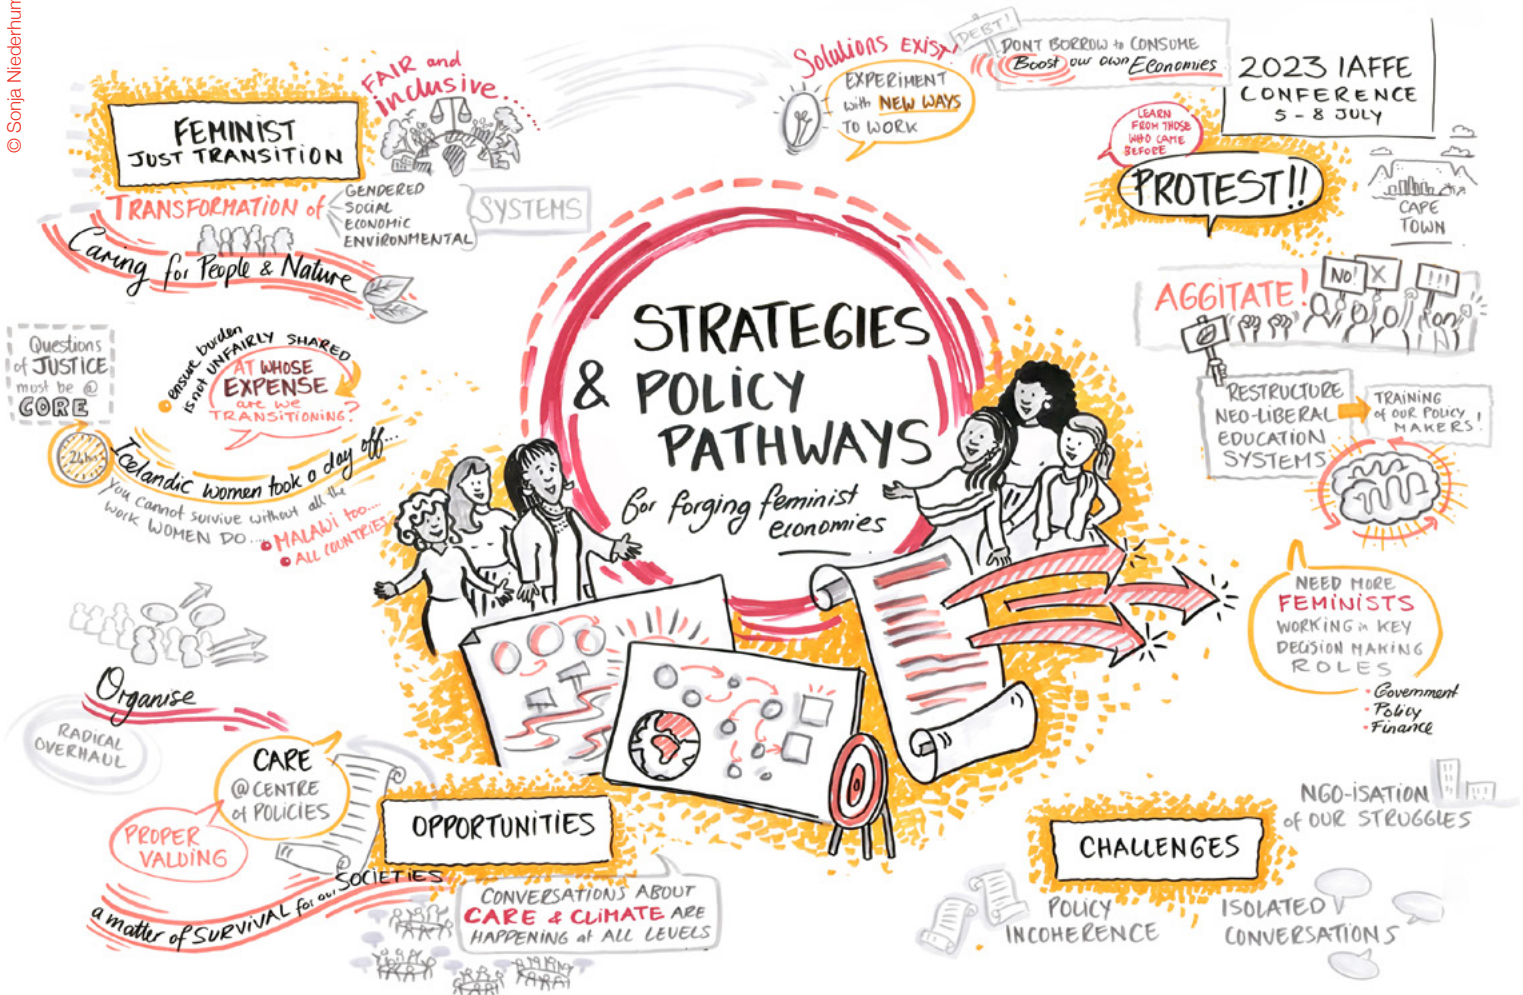 © Sonja Niederhum
FEMINIST
JUST TRANSITION
FAIR and
inclusive....
TRANSFORMATION of
GENDERED
SOCIAL
ECONOMIC
ENVIRONMENTAL
SYSTEMS
Caring for People & Nature
Questions
of JUSTICE
must be @
CORE
ensure burden
is not UNFAIRLY SHARED
AT WHOSE
EXPENSE
are we
TRANSITIONING?
24hrs
Icelandic women took a day off...
You cannot survive without all the
WORK WOMEN DO...
MALAWI too....
ALL COUNTRIES
Organise
RADICAL
OVERHAUL
CARE
@ CENTRE
of POLICIES
PROPER
VALUING
a matter of SURVIVAL for our SOCIETIES
OPPORTUNITIES
CONVERSATIONS ABOUT
CARE & CLIMATE ARE
HAPPENING at ALL LEVELS
STRATEGIES
& POLICY
PATHWAYS
for forging feminist
economies
Solutions EXIST!
EXPERIMENT
with NEW WAYS
TO WORK
DEBT!
DONT BORROW to CONSUME
Boost our own Economies
2023 IAFFE
CONFERENCE
5 - 8 JULY
LEARN
FROM THOSE
WHO CAME
BEFORE
PROTEST!!
CAPE
TOWN
AGGITATE!
NO!
X
!!!
RESTRUCTURE
NEO-LIBERAL
EDUCATION
SYSTEMS
TRAINING
of OUR POLICY
MAKERS!
NEED MORE
FEMINISTS
WORKING in KEY
DECISION MAKING
ROLES
• Government
• Policy
• Finance
CHALLENGES
NGO-iSATION
of OUR STRUGGLES
POLICY
INCOHERENCE
ISOLATED
CONVERSATIONS